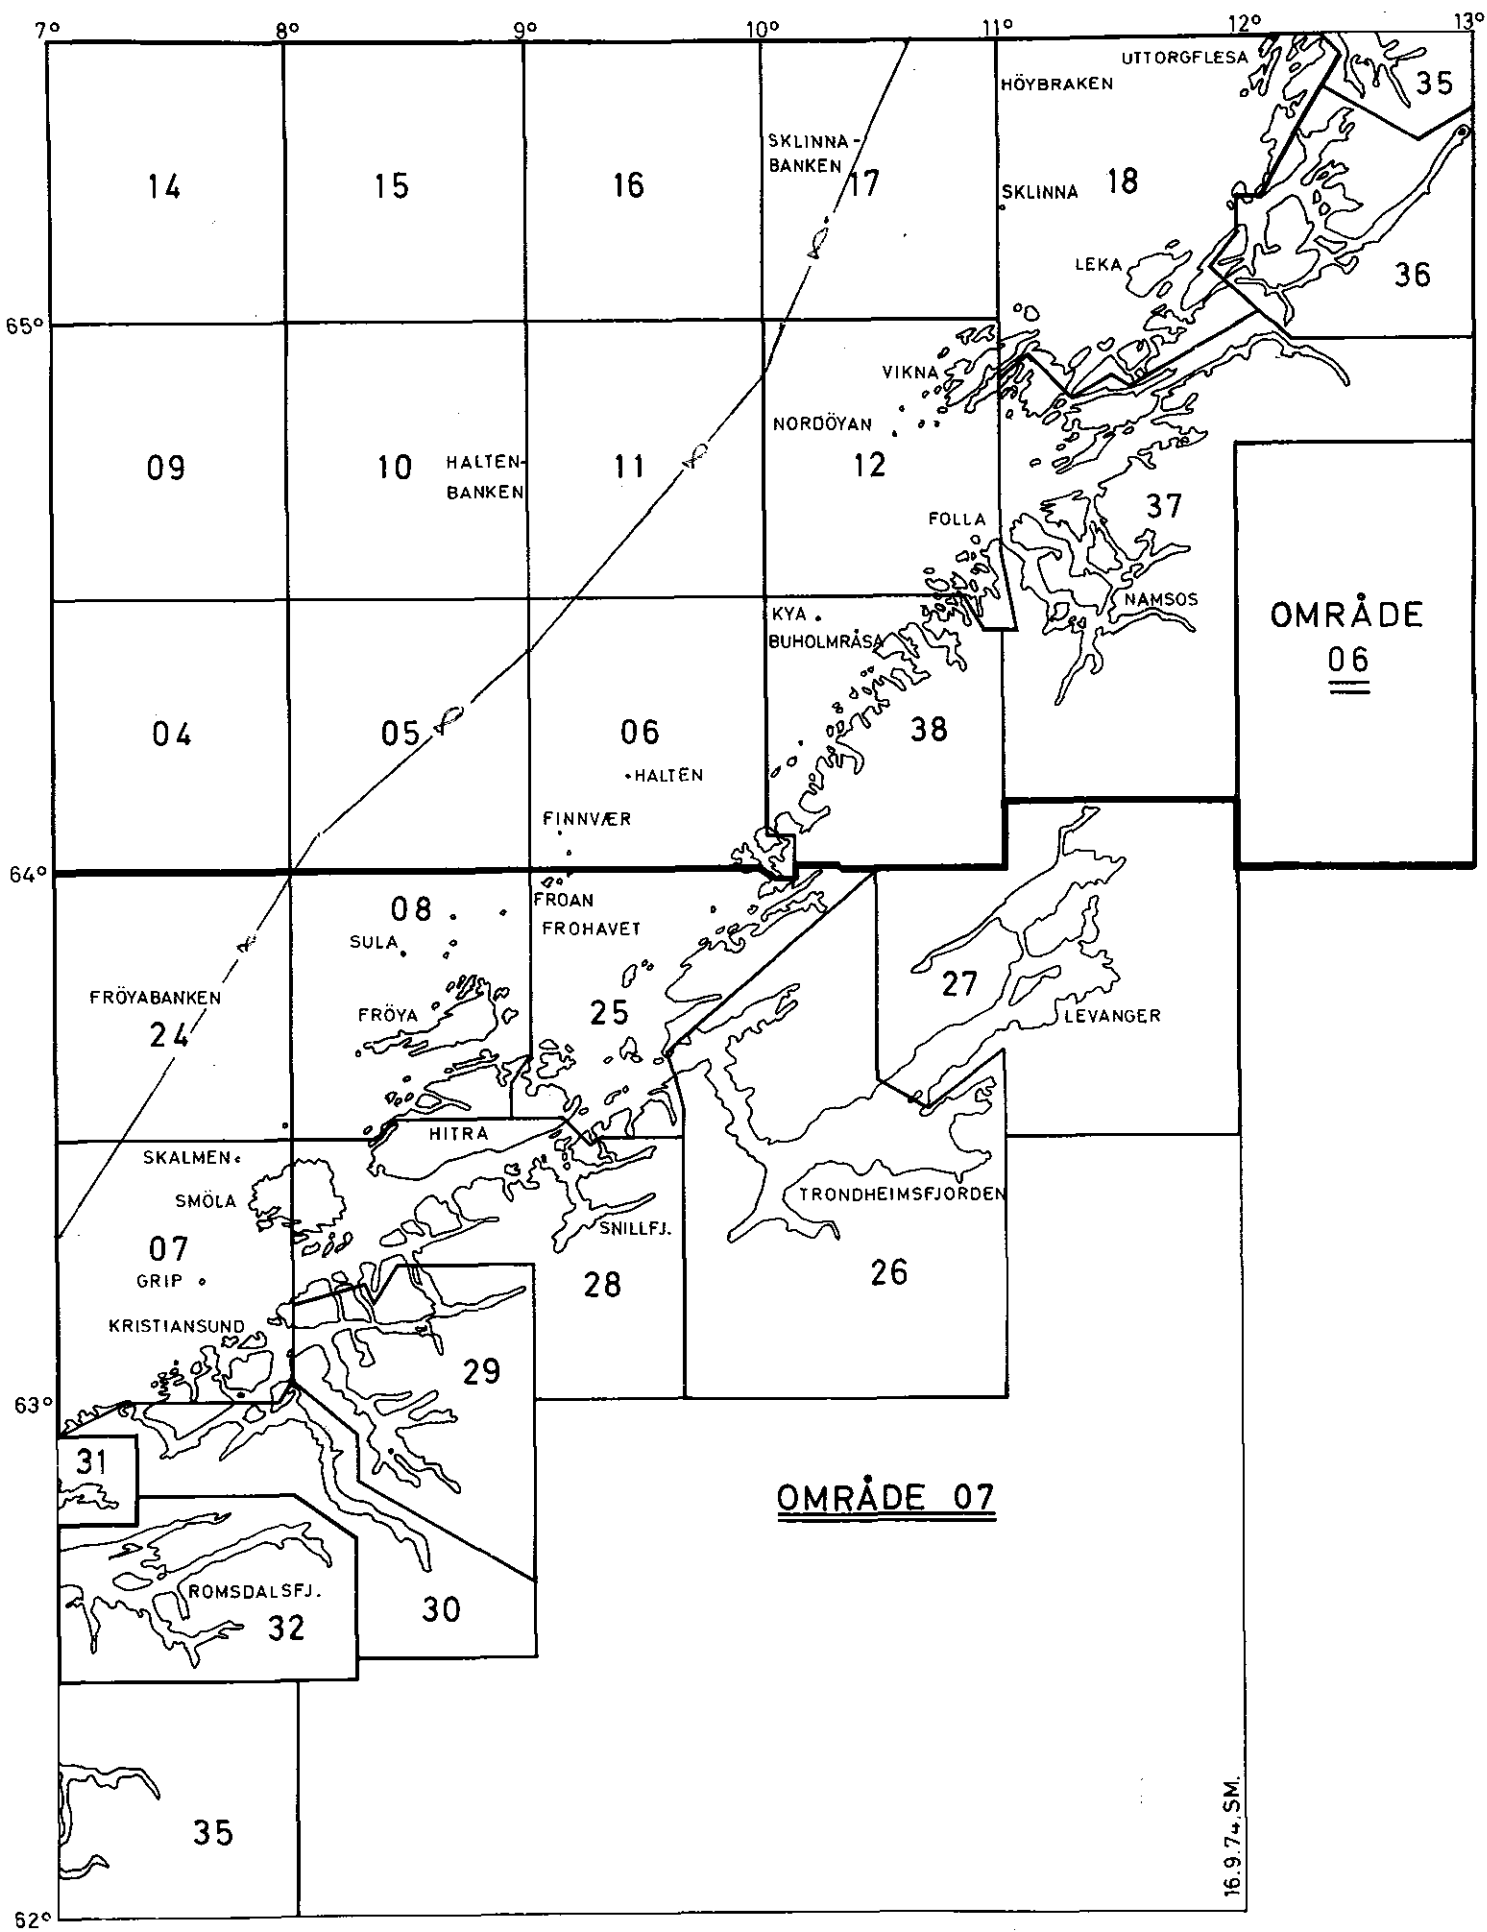 7° 8° 9° 10° 11° 12° 13°
UTTORGFLESA
HÖYBRAKEN
35
SKLINNA-
BANKEN
14 15 16 17
SKLINNA 18
LEKA
36
65°
VIKNA
NORDÖYAN
09 10 HALTEN-
BANKEN
11 12
37
FOLLA
NAMSOS
KYA
BUHOLMRÅSA
OMRÅDE
06
04 05 06 38
HALTEN
FINNVÆR
64°
FROAN
08
FROHAVET
SULA
27
FRÖYABANKEN
24
FRÖYA
25
LEVANGER
HITRA
SKALMEN
SMÖLA
TRONDHEIMSFJORDEN
SNILLFJ.
07
GRIP
28
26
KRISTIANSUND
29
63°
31
OMRÅDE 07
ROMSDALSFJ.
32
30
35
16.9.74, SM.
62°